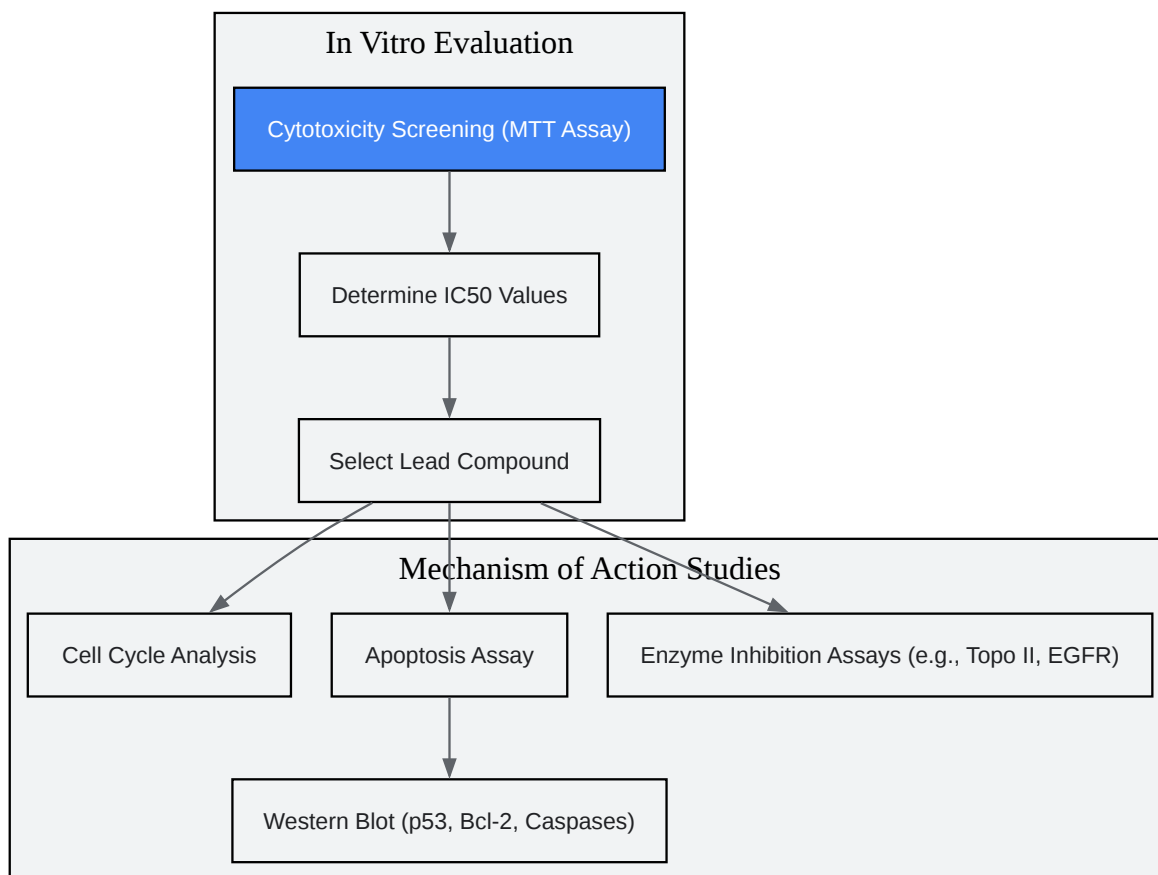 In Vitro Evaluation
Cytotoxicity Screening (MTT Assay)
Determine IC50 Values
Select Lead Compound
Mechanism of Action Studies
Cell Cycle Analysis
Apoptosis Assay
Enzyme Inhibition Assays (e.g., Topo II, EGFR)
Western Blot (p53, Bcl-2, Caspases)